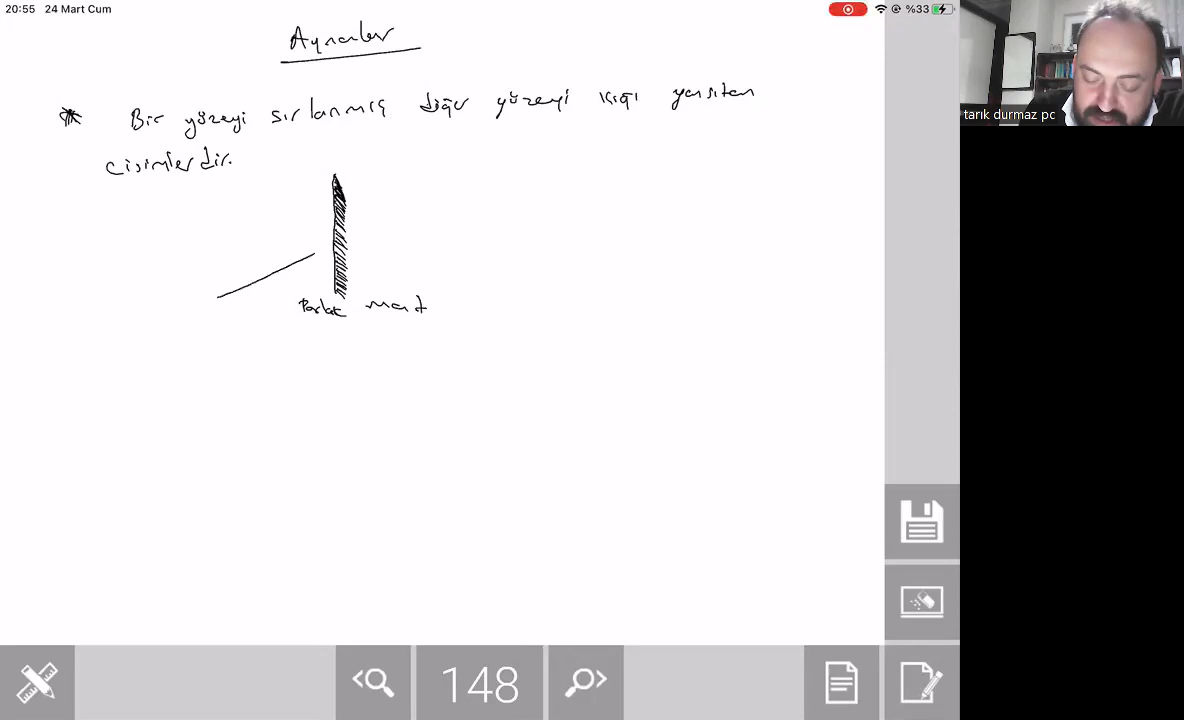 20:55 24 Mart Cum
%33
Aynalar
* Bir yüzeyi sırlanmış diğer yüzeyi ışığı yansıtan
cisimlerdir.
Parlak mat
tarık durmaz pc
148